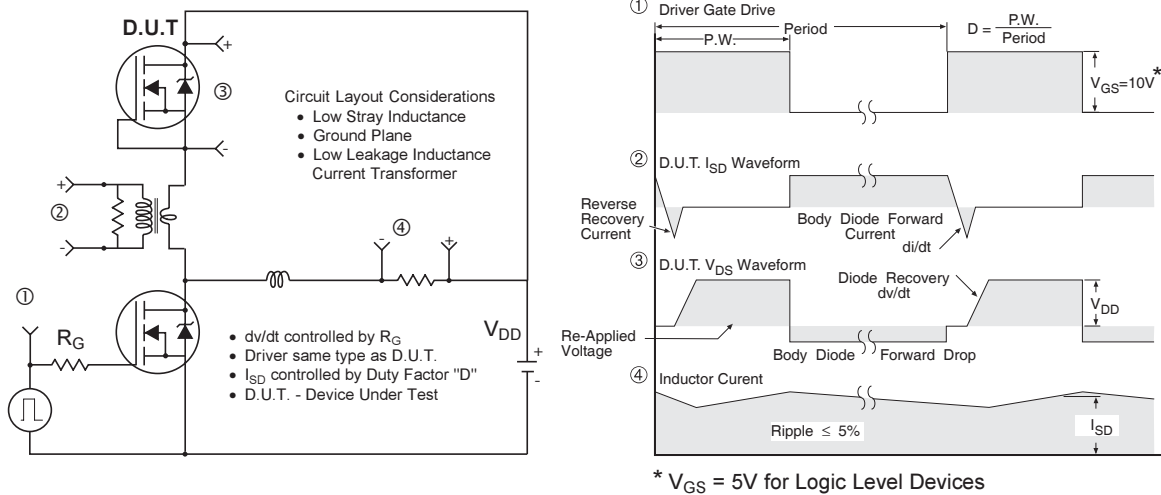 D.U.T
+
③
-
Circuit Layout Considerations
• Low Stray Inductance
• Ground Plane
• Low Leakage Inductance
Current Transformer
+
②
-
④
-
+
①
R_G
• dv/dt controlled by R_G
• Driver same type as D.U.T.
• I_SD controlled by Duty Factor "D"
• D.U.T. - Device Under Test
V_DD
+
-
① Driver Gate Drive
P.W.
Period
D = P.W. / Period
V_GS=10V*
② D.U.T. I_SD Waveform
Reverse
Recovery
Current
Body Diode Forward
Current
di/dt
③ D.U.T. V_DS Waveform
Diode Recovery
dv/dt
V_DD
Re-Applied
Voltage
Body Diode Forward Drop
④ Inductor Curent
Ripple ≤ 5%
I_SD
* V_GS = 5V for Logic Level Devices